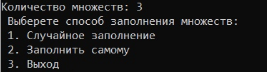 Количество множеств: 3
Выберете способ заполнения множеств:
1. Случайное заполнение
2. Заполнить самому
3. Выход